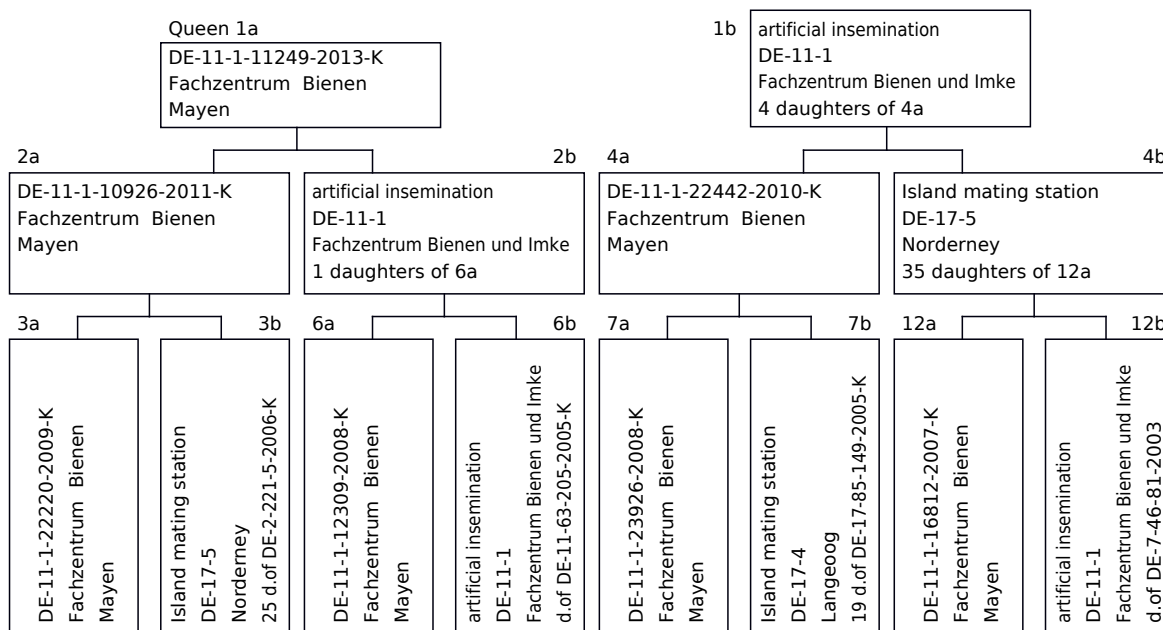 Queen 1a
DE-11-1-11249-2013-K
Fachzentrum Bienen
Mayen
1b
artificial insemination
DE-11-1
Fachzentrum Bienen und Imke
4 daughters of 4a
2a
DE-11-1-10926-2011-K
Fachzentrum Bienen
Mayen
2b
artificial insemination
DE-11-1
Fachzentrum Bienen und Imke
1 daughters of 6a
4a
DE-11-1-22442-2010-K
Fachzentrum Bienen
Mayen
4b
Island mating station
DE-17-5
Norderney
35 daughters of 12a
3a
DE-11-1-22220-2009-K
Fachzentrum Bienen
Mayen
3b
Island mating station
DE-17-5
Norderney
25 d.of DE-2-221-5-2006-K
6a
DE-11-1-12309-2008-K
Fachzentrum Bienen
Mayen
6b
artificial insemination
DE-11-1
Fachzentrum Bienen und Imke
d.of DE-11-63-205-2005-K
7a
DE-11-1-23926-2008-K
Fachzentrum Bienen
Mayen
7b
Island mating station
DE-17-4
Langeoog
19 d.of DE-17-85-149-2005-K
12a
DE-11-1-16812-2007-K
Fachzentrum Bienen
Mayen
12b
artificial insemination
DE-11-1
Fachzentrum Bienen und Imke
d.of DE-7-46-81-2003